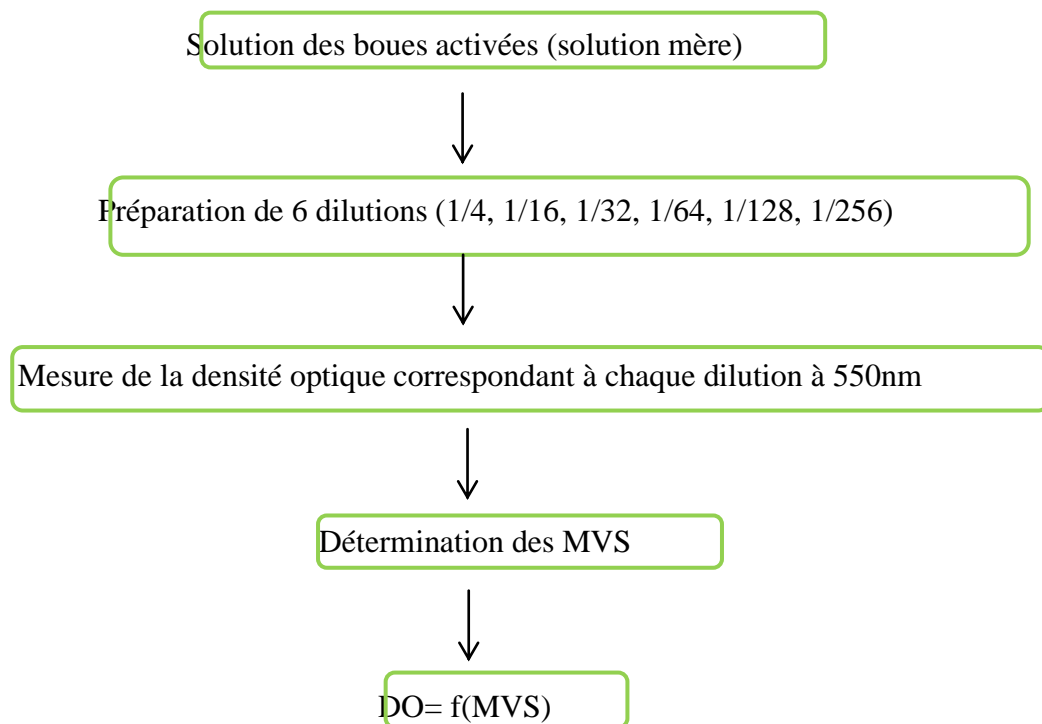 Solution des boues activées (solution mère)
Préparation de 6 dilutions (1/4, 1/16, 1/32, 1/64, 1/128, 1/256)
Mesure de la densité optique correspondant à chaque dilution à 550nm
Détermination des MVS
DO= f(MVS)